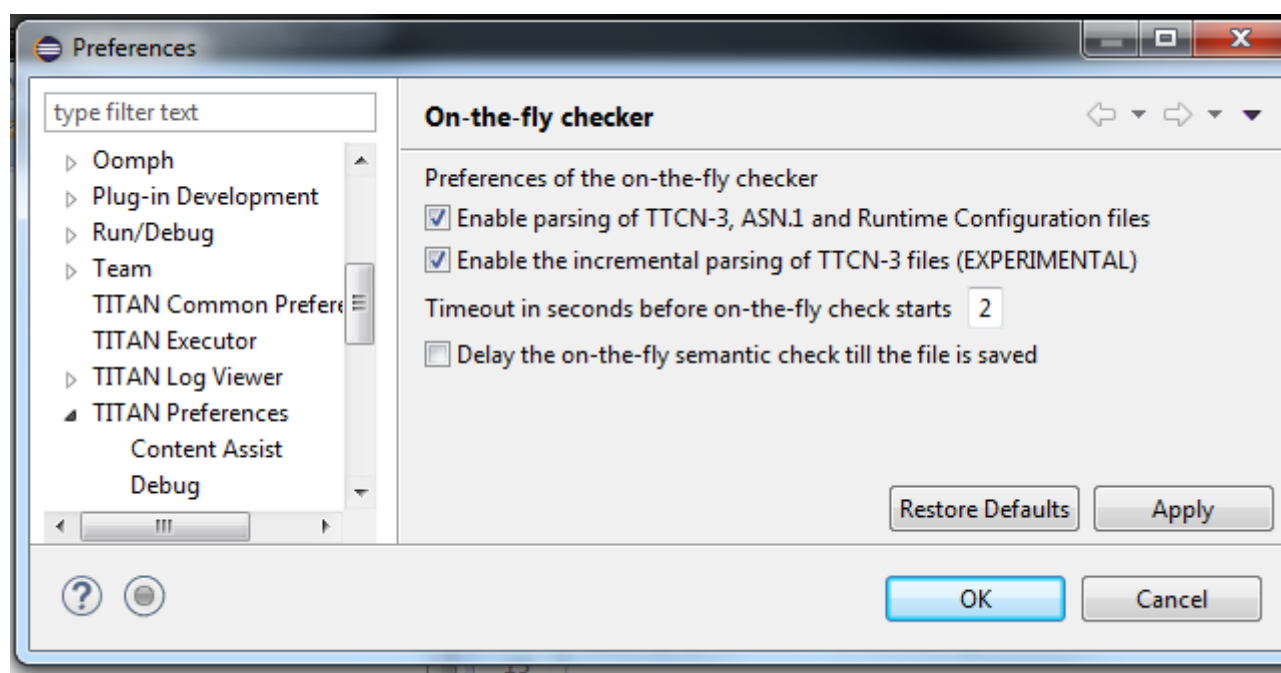 Preferences
type filter text
Oomph
Plug-in Development
Run/Debug
Team
TITAN Common Prefere
TITAN Executor
TITAN Log Viewer
TITAN Preferences
Content Assist
Debug
On-the-fly checker
Preferences of the on-the-fly checker
Enable parsing of TTCN-3, ASN.1 and Runtime Configuration files
Enable the incremental parsing of TTCN-3 files (EXPERIMENTAL)
Timeout in seconds before on-the-fly check starts 2
Delay the on-the-fly semantic check till the file is saved
Restore Defaults Apply
OK Cancel